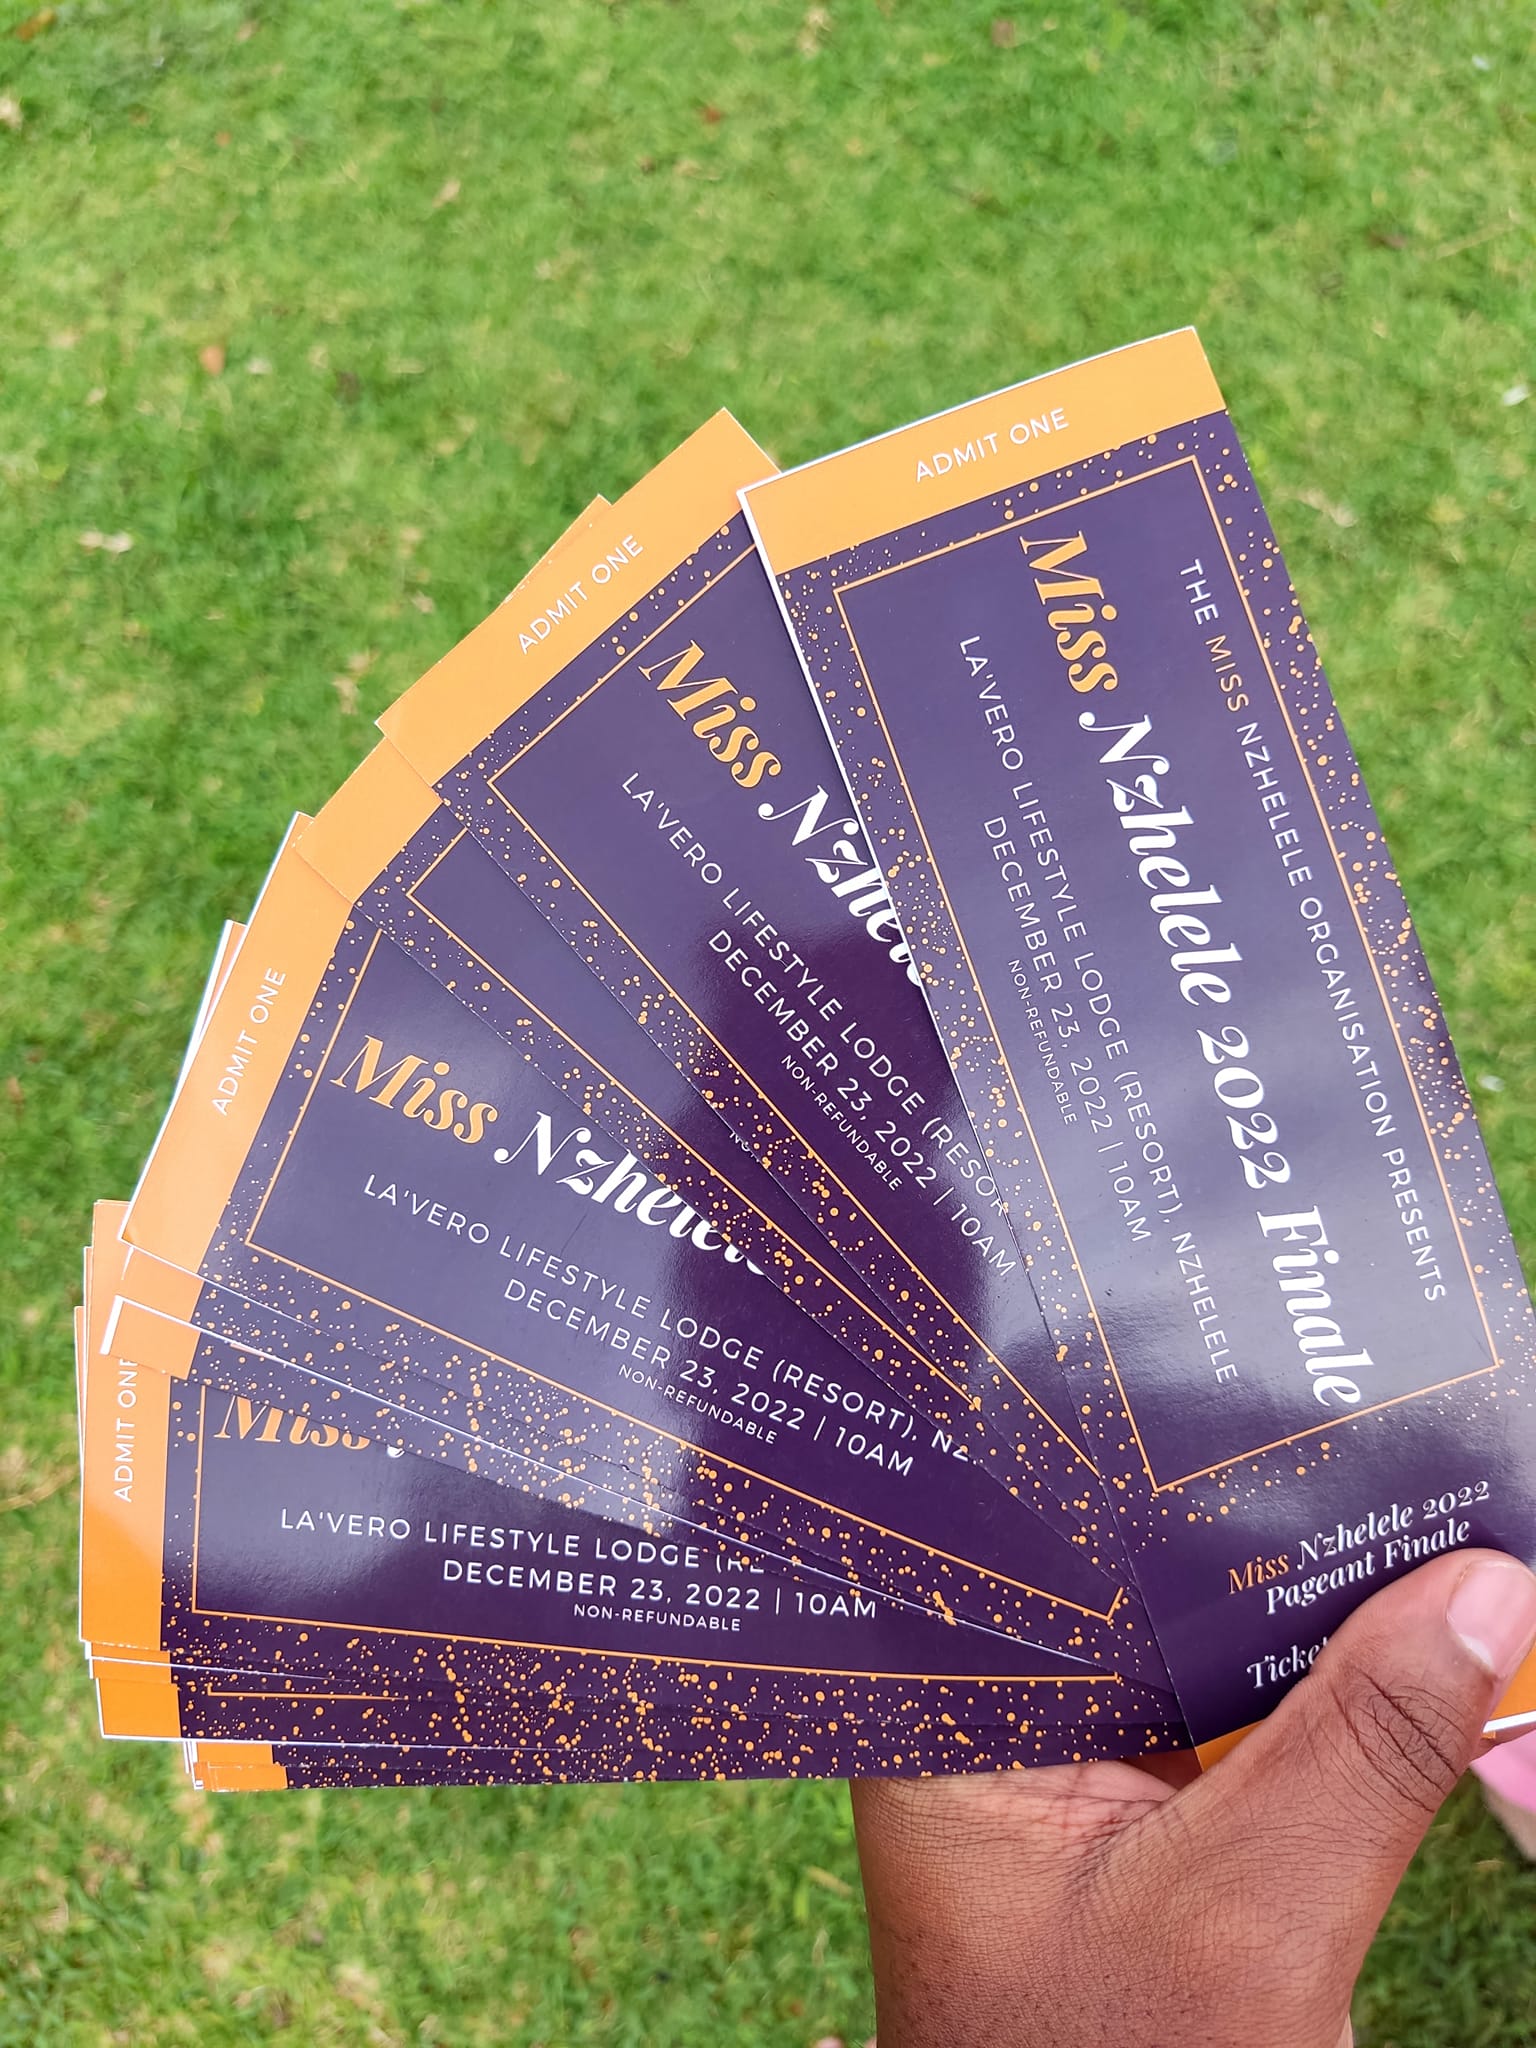 ADMIT ONE
THE MISS NZHELELE ORGANISATION PRESENTS
Miss Nzhelele 2022 Finale
LA'VERO LIFESTYLE LODGE (RESORT), NZHELELE
DECEMBER 23, 2022 | 10AM
NON-REFUNDABLE
Miss Nzhelele 2022
Pageant Finale
ADMIT ONE
Miss
LA'VERO LIFESTYLE LODGE (RESOR
DECEMBER 23, 2022 | 10AM
NON-REFUNDABLE
ADMIT ONE
Miss
LA'VERO LIFESTYLE LODGE (RESORT),
DECEMBER 23, 2022 | 10AM
NON-REFUNDABLE
ADMIT ONE
Miss
LA'VERO LIFESTYLE LODGE
DECEMBER 23, 2022 | 10AM
NON-REFUNDABLE